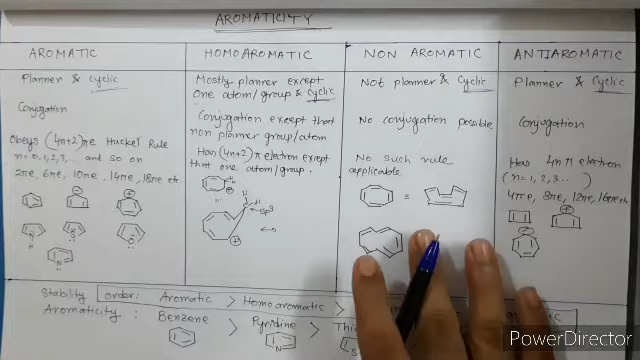 AROMATICITY
AROMATIC
HOMOAROMATIC
NON AROMATIC
ANTIAROMATIC
Planner & Cyclic
Conjugation
Obeys (4n+2)πe Huckel Rule
n=0,1,2,3... and so on
2πe, 6πe, 10πe, 14πe, 18πe etc
Mostly planner except
one atom/group & cyclic
Conjugation except that
non planner group/atom
Has (4n+2) π electron except
that one atom/group.
Not planner & Cyclic
No conjugation possible
No such rule
applicable
Planner & Cyclic
Conjugation
Has 4nπ electron
(n=1, 2, 3...)
4πe, 8πe, 12πe, 16πe
Stability order: Aromatic > Homoaromatic >
Aromaticity : Benzene > Pyridine >
PowerDirector